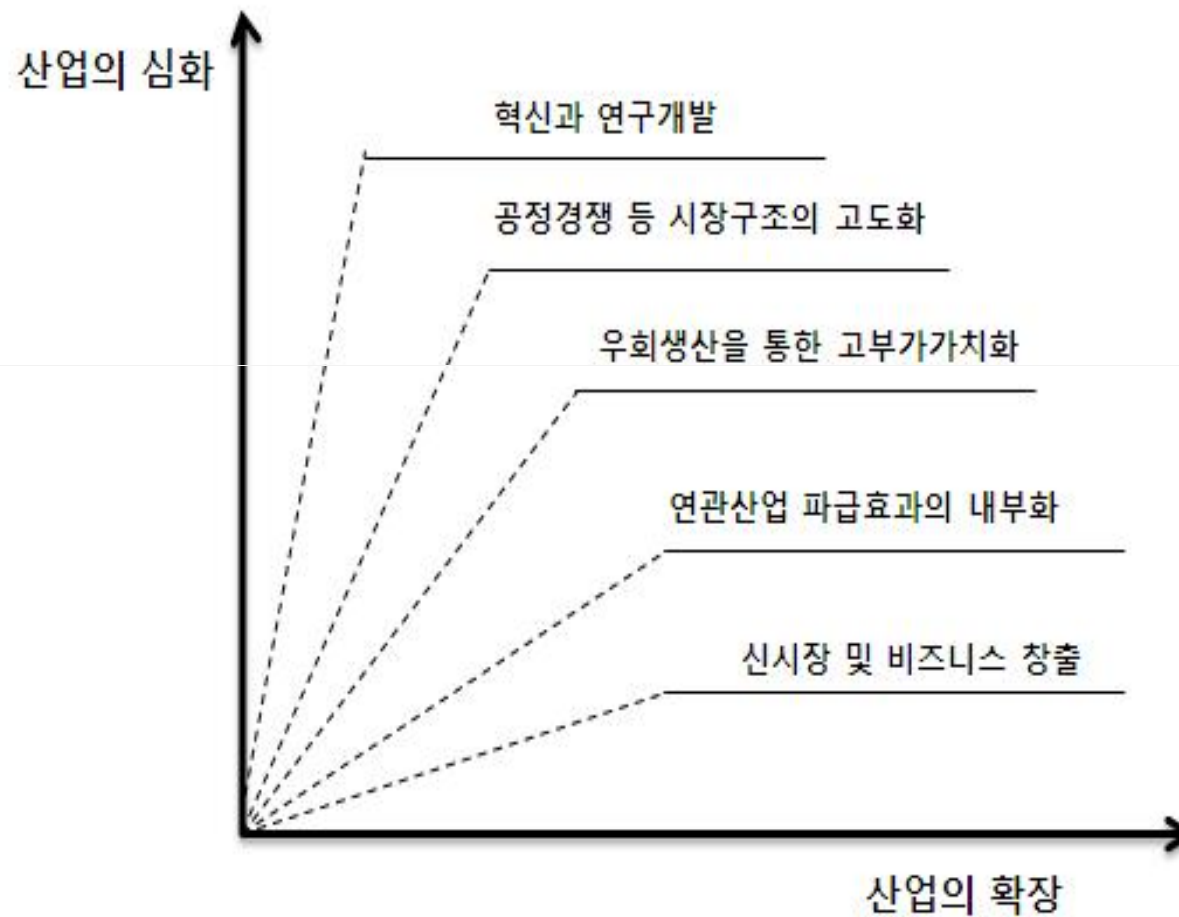 산업의 심화
혁신과 연구개발
공정경쟁 등 시장구조의 고도화
우회생산을 통한 고부가가치화
연관산업 파급효과의 내부화
신시장 및 비즈니스 창출
산업의 확장